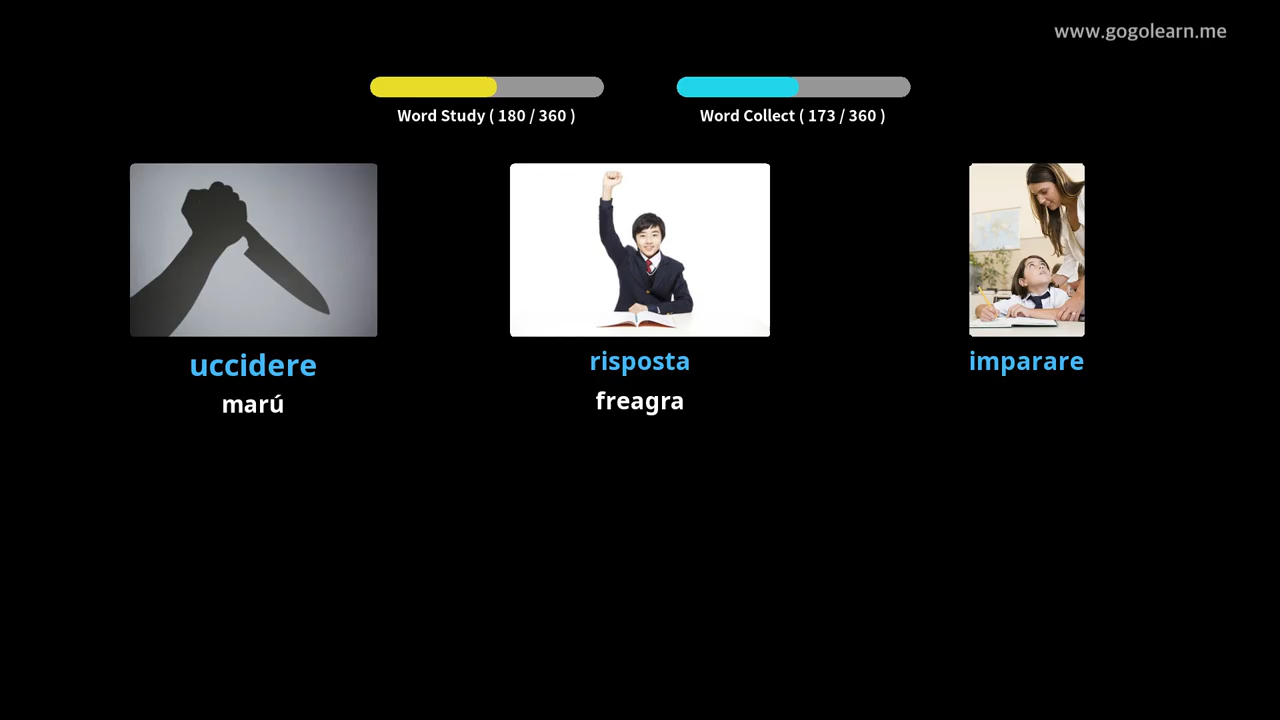 www.gogolearn.me
Word Study ( 180 / 360 )
Word Collect ( 173 / 360 )
uccidere
risposta
imparare
marú
freagra